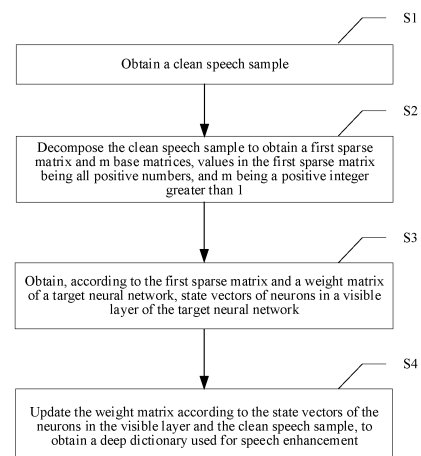 S1
Obtain a clean speech sample
S2
Decompose the clean speech sample to obtain a first sparse
matrix and m base matrices, values in the first sparse matrix
being all positive numbers, and m being a positive integer
greater than 1
S3
Obtain, according to the first sparse matrix and a weight matrix
of a target neural network, state vectors of neurons in a visible
layer of the target neural network
S4
Update the weight matrix according to the state vectors of the
neurons in the visible layer and the clean speech sample, to
obtain a deep dictionary used for speech enhancement